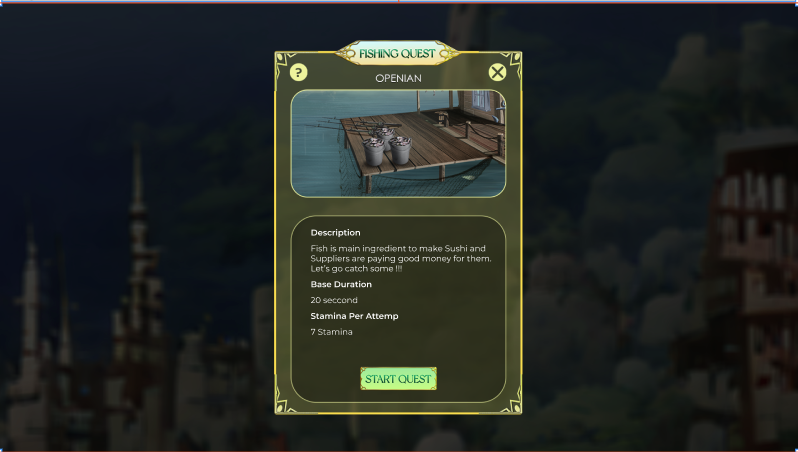 FISHING QUEST
?
OPENIAN
Description
Fish is main ingredient to make Sushi and
Suppliers are paying good money for them.
Let's go catch some !!!
Base Duration
20 seccond
Stamina Per Attemp
7 Stamina
START QUEST